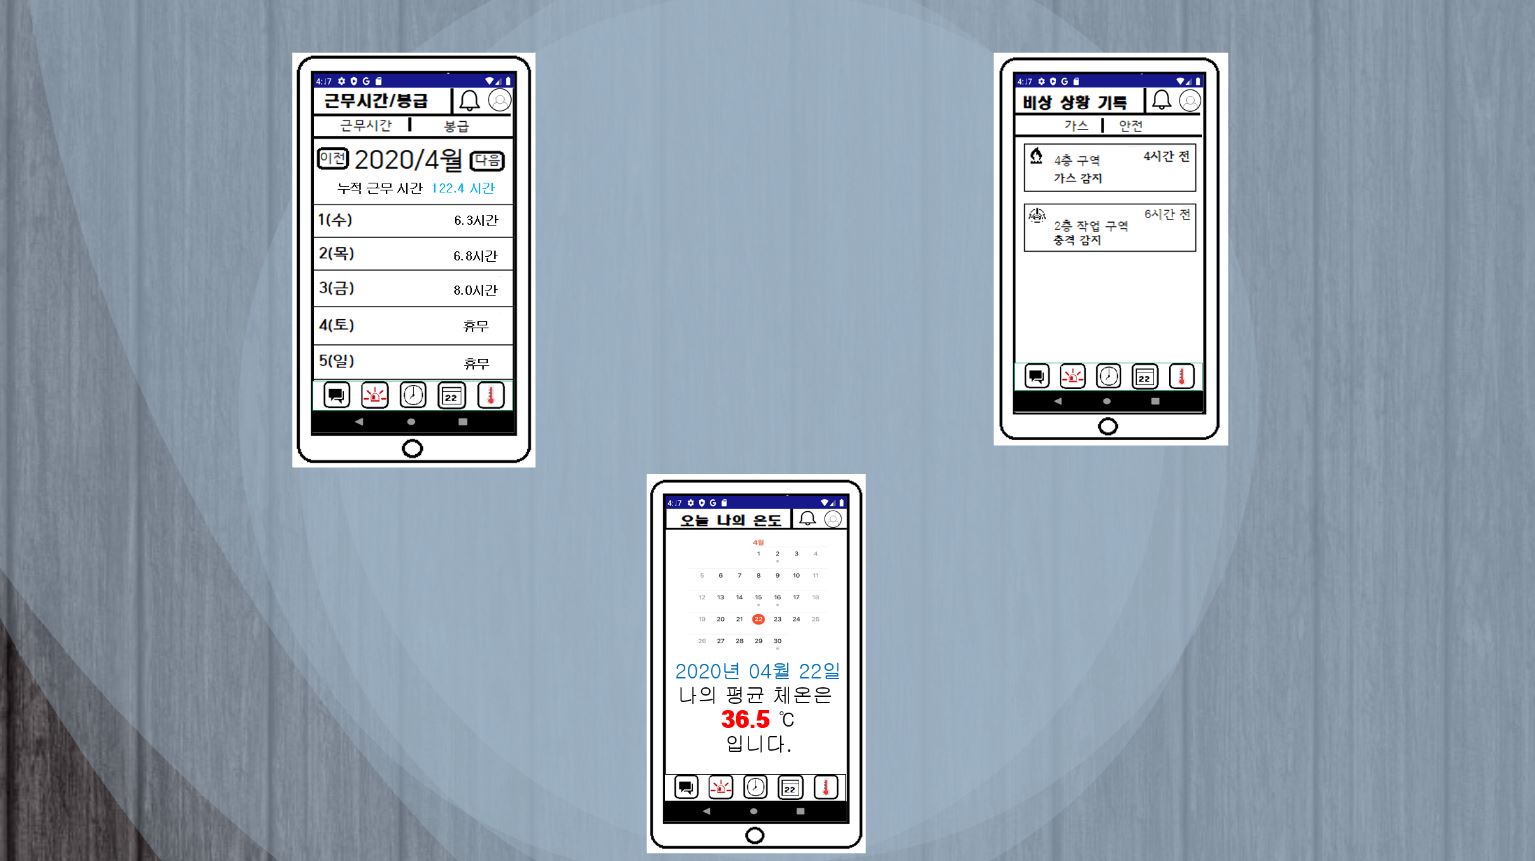 4:17
근무시간/봉급
근무시간 봉급
이전 2020/4월 다음
누적 근무 시간 122.4 시간
1(수) 6.3시간
2(목) 6.8시간
3(금) 8.0시간
4(토) 휴무
5(일) 휴무
22
4:17
비상 상황 기록
가스 안전
4층 구역 4시간 전
가스 감지
6시간 전
2층 작업 구역
충격 감지
22
4:17
오늘 나의 온도
4월
1 2 3 4
5 6 7 8 9 10 11
12 13 14 15 16 17 18
19 20 21 22 23 24 25
26 27 28 29 30
2020년 04월 22일
나의 평균 체온은
36.5 ℃
입니다.
22